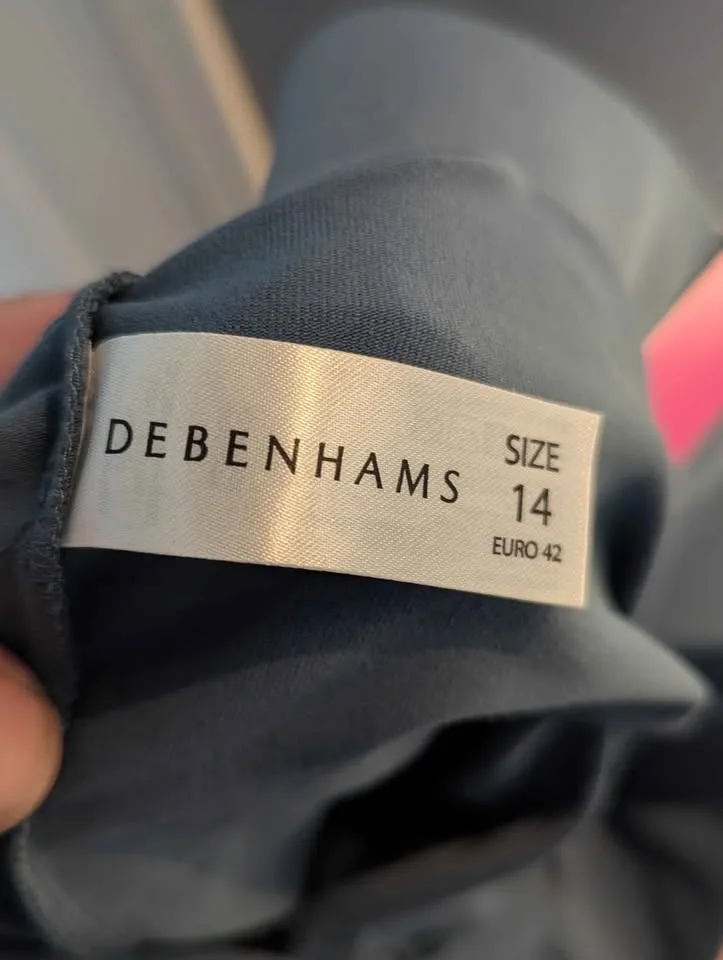 DEBENHAMS
SIZE
14
EURO 42